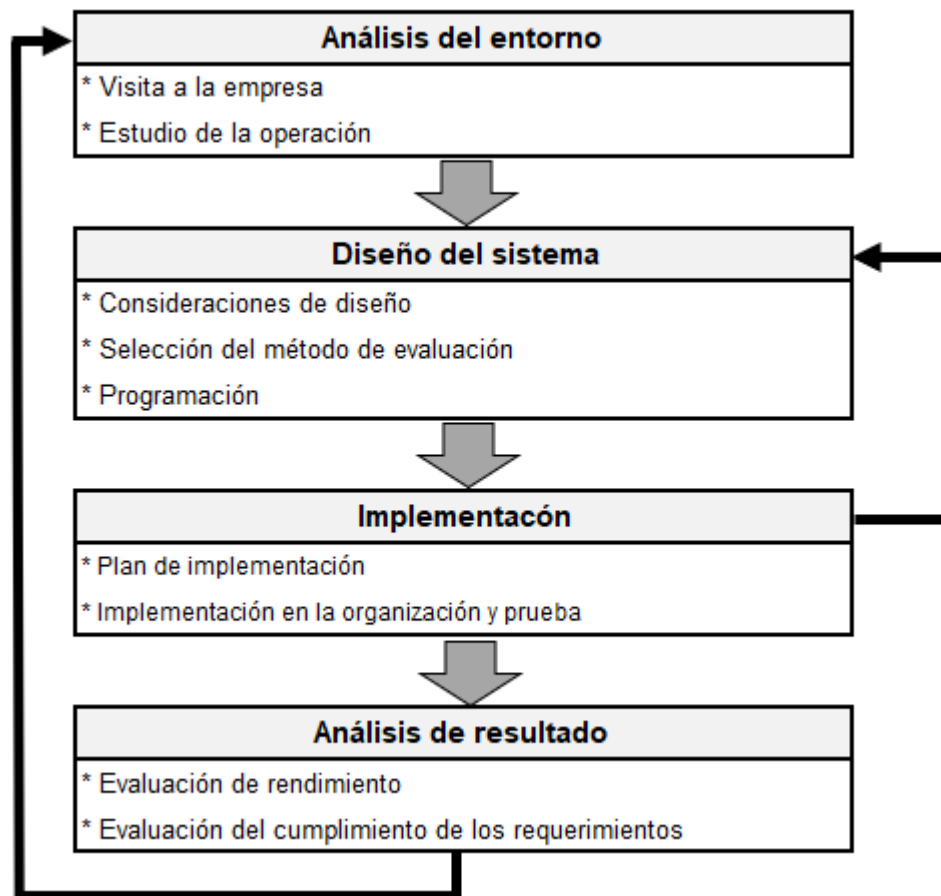 Análisis del entorno
* Visita a la empresa
* Estudio de la operación
Diseño del sistema
* Consideraciones de diseño
* Selección del método de evaluación
* Programación
Implementacón
* Plan de implementación
* Implementación en la organización y prueba
Análisis de resultado
* Evaluación de rendimiento
* Evaluación del cumplimiento de los requerimientos